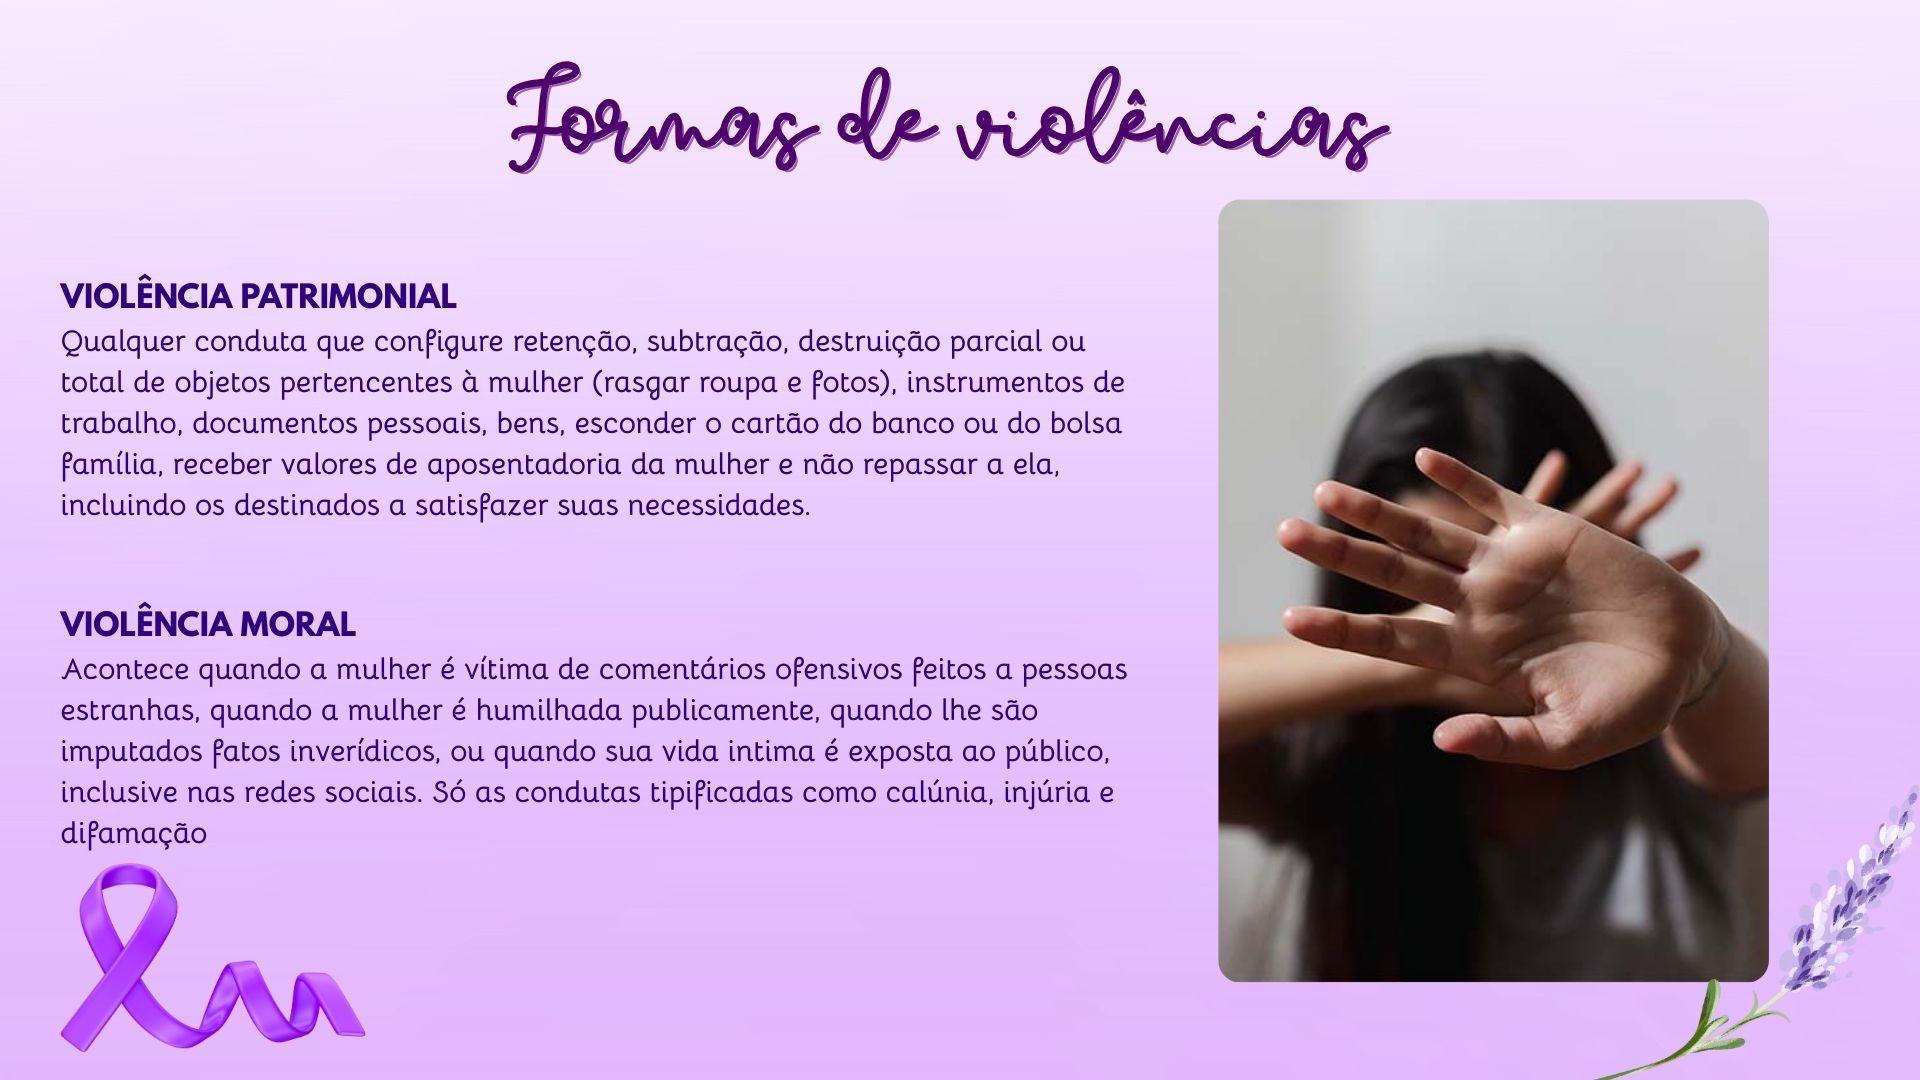 Formas de violências
VIOLÊNCIA PATRIMONIAL
Qualquer conduta que configure retenção, subtração, destruição parcial ou
total de objetos pertencentes à mulher (rasgar roupa e fotos), instrumentos de
trabalho, documentos pessoais, bens, esconder o cartão do banco ou do bolsa
família, receber valores de aposentadoria da mulher e não repassar a ela,
incluindo os destinados a satisfazer suas necessidades.
VIOLÊNCIA MORAL
Acontece quando a mulher é vítima de comentários ofensivos feitos a pessoas
estranhas, quando a mulher é humilhada publicamente, quando lhe são
imputados fatos inverídicos, ou quando sua vida intima é exposta ao público,
inclusive nas redes sociais. Só as condutas tipificadas como calúnia, injúria e
difamação